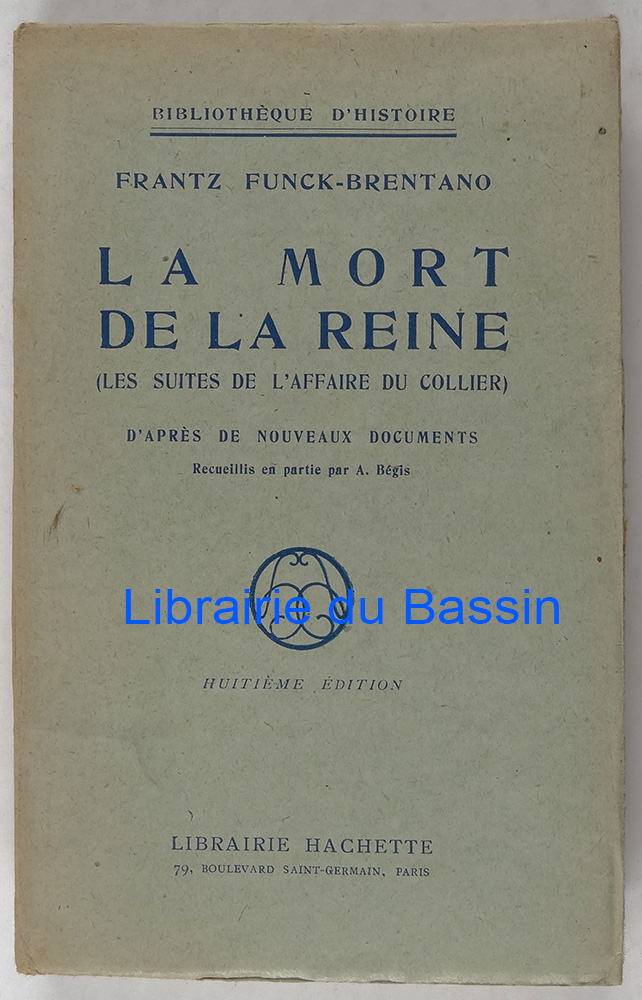 BIBLIOTHÈQUE D'HISTOIRE
FRANTZ FUNCK-BRENTANO
LA MORT
DE LA REINE
(LES SUITES DE L'AFFAIRE DU COLLIER)
D'APRÈS DE NOUVEAUX DOCUMENTS
Recueillis en partie par A. Bégis
Librairie du Bassin
HUITIÈME ÉDITION
LIBRAIRIE HACHETTE
79, BOULEVARD SAINT-GERMAIN, PARIS